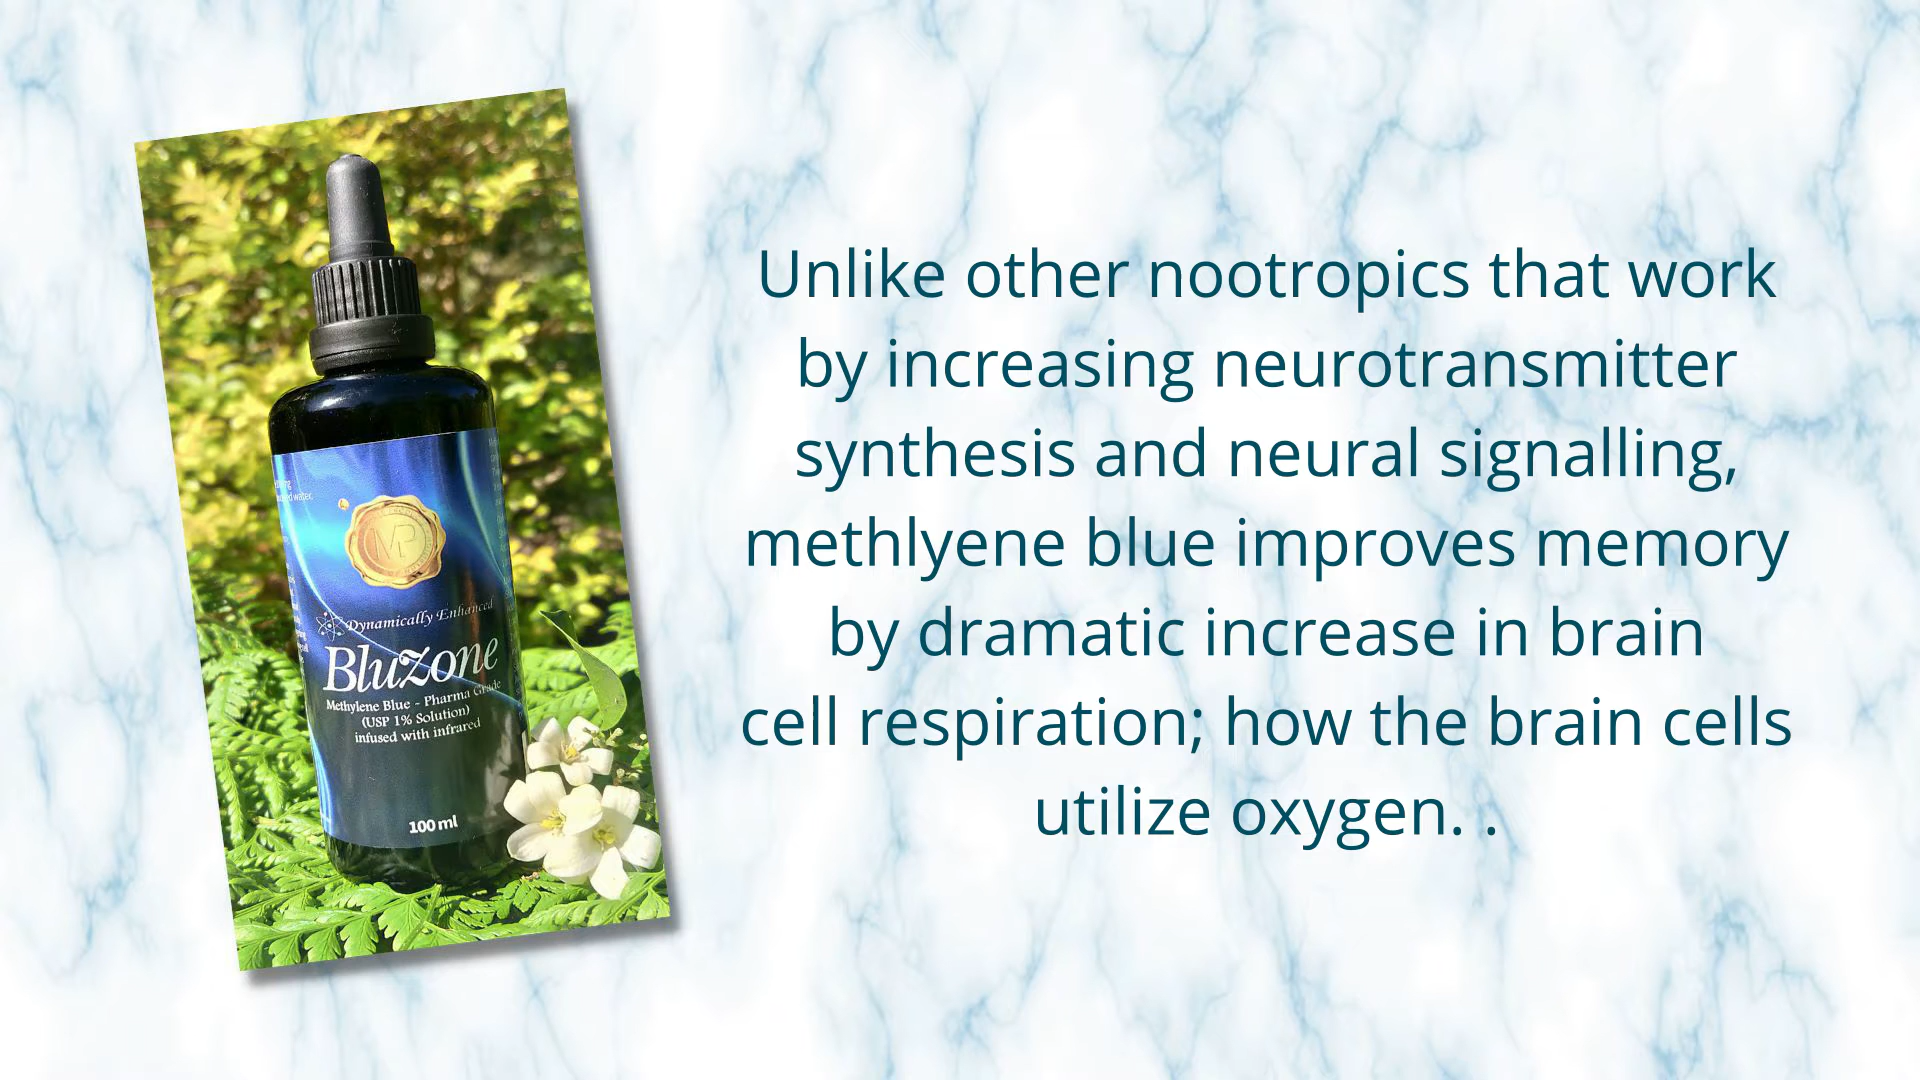 Unlike other nootropics that work
by increasing neurotransmitter
synthesis and neural signalling,
methlyene blue improves memory
by dramatic increase in brain
cell respiration; how the brain cells
utilize oxygen. .
MP
Dynamically Enhanced
Bluzone
Methylene Blue - Pharma Grade
(USP 1% Solution)
infused with infrared
100 ml